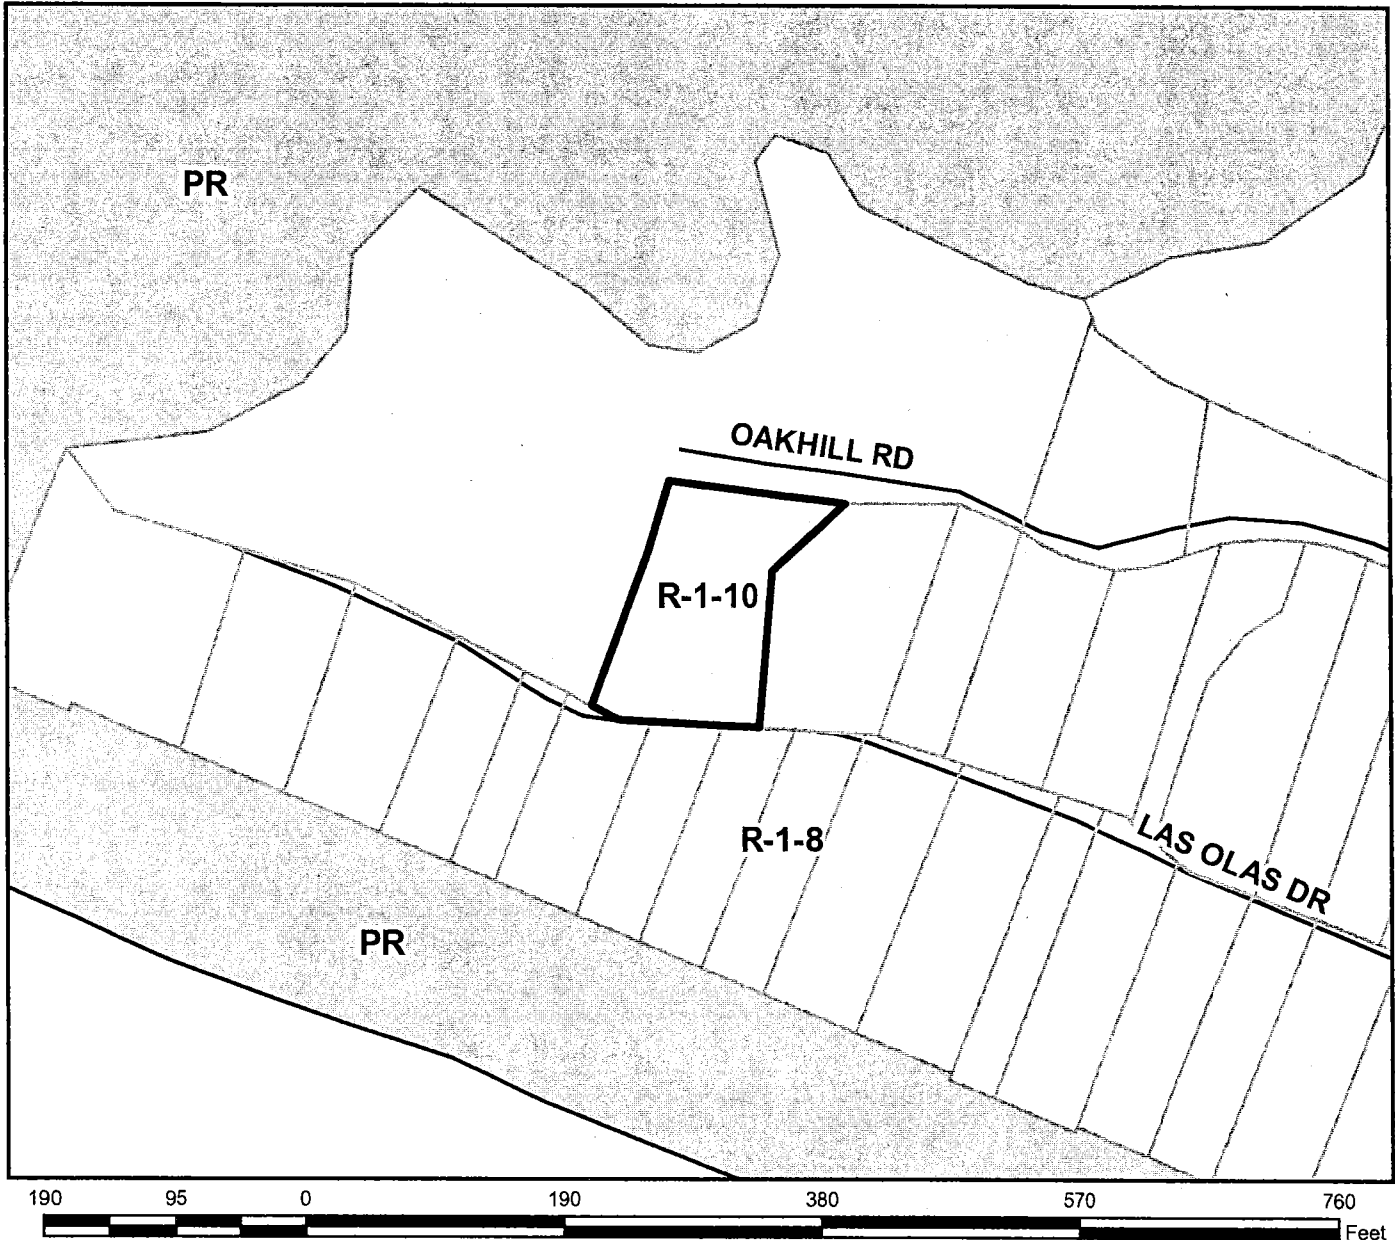 PR
OAKHILL RD
R-1-10
R-1-8
LAS OLAS DR
PR
190 95 0 190 380 570 760
Feet